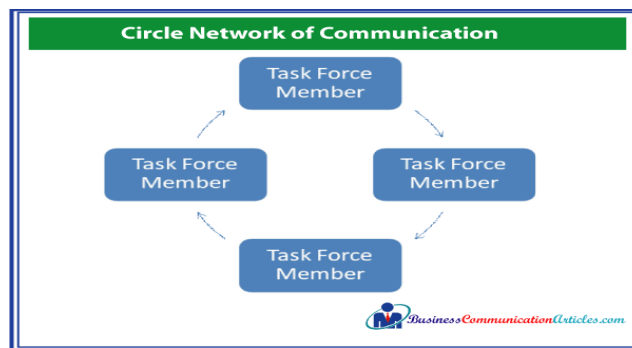 Circle Network of Communication
Task Force
Member
Task Force
Member
Task Force
Member
Task Force
Member
BusinessCommunicationArticles.com